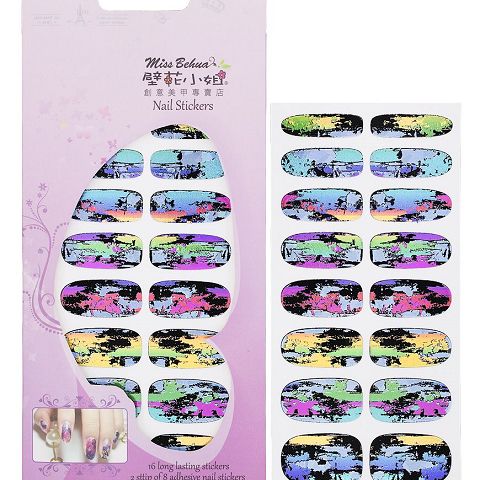 Miss Behua
壁花小姐®
創意美甲專賣店
Nail Stickers
16 long lasting stickers
2 sttip of 8 adhesive nail stickers